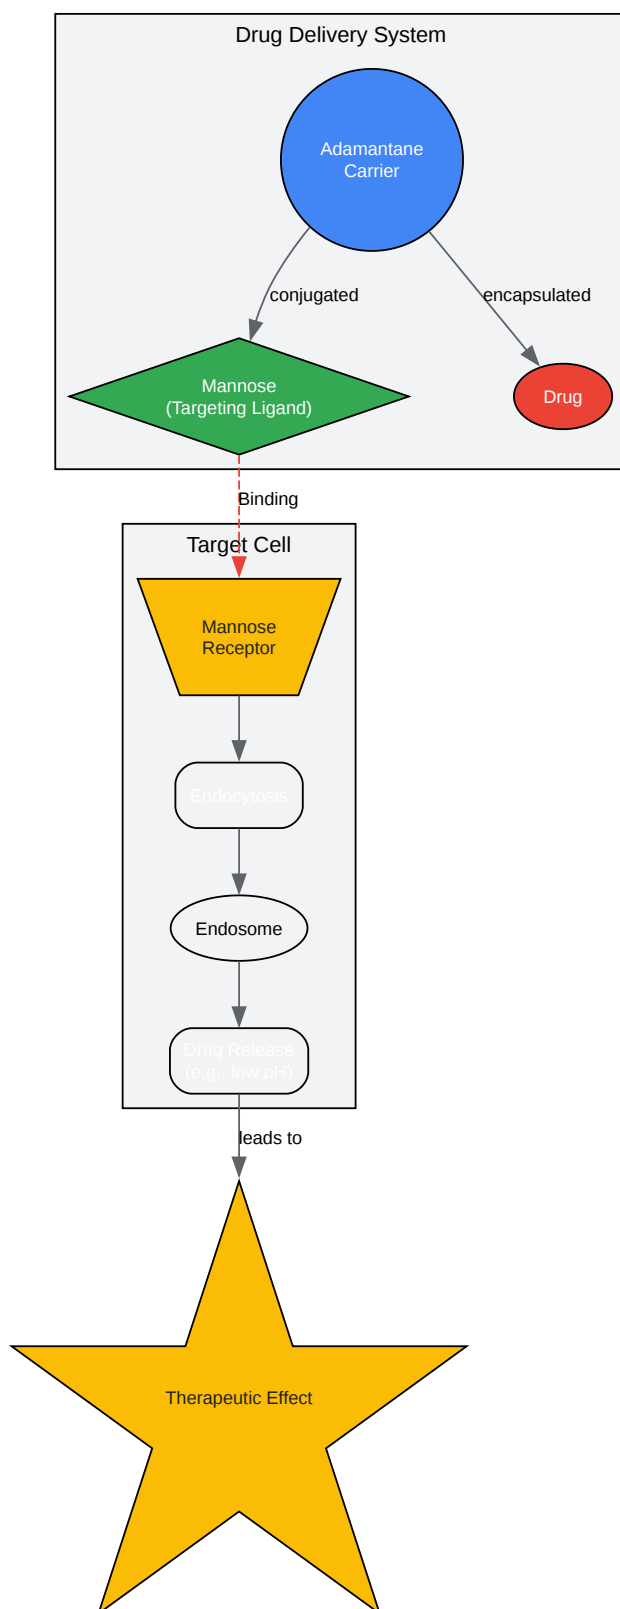 Drug Delivery System
Adamantane
Carrier
conjugated
encapsulated
Mannose
(Targeting Ligand)
Drug
Binding
Target Cell
Mannose
Receptor
Endocytosis
Endosome
Drug Release
(e.g., low pH)
leads to
Therapeutic Effect